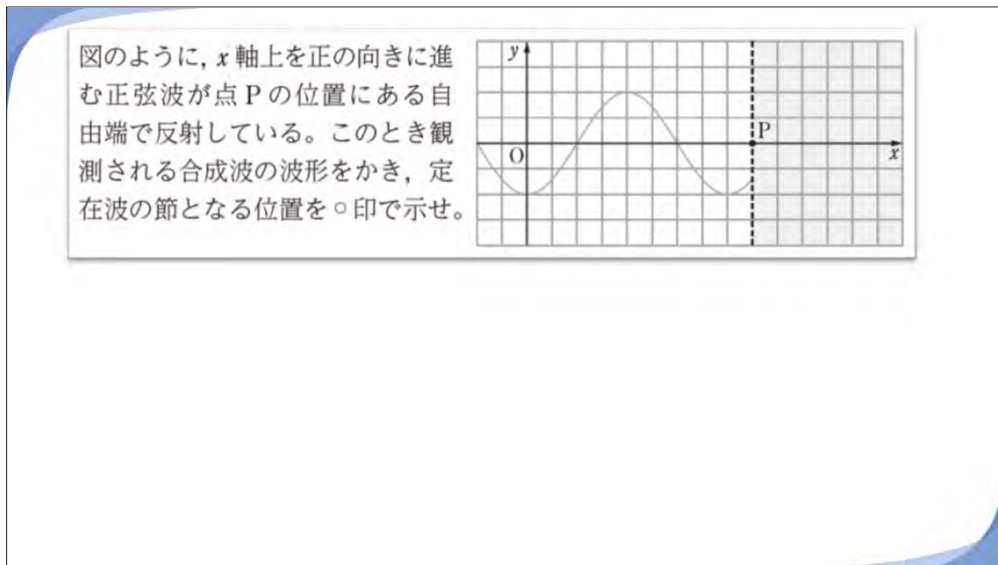 図のように, x 軸上を正の向きに進
む正弦波が点 P の位置にある自
由端で反射している。このとき観
測される合成波の波形をかき，定
在波の節となる位置を○印で示せ。
y
O
P
x